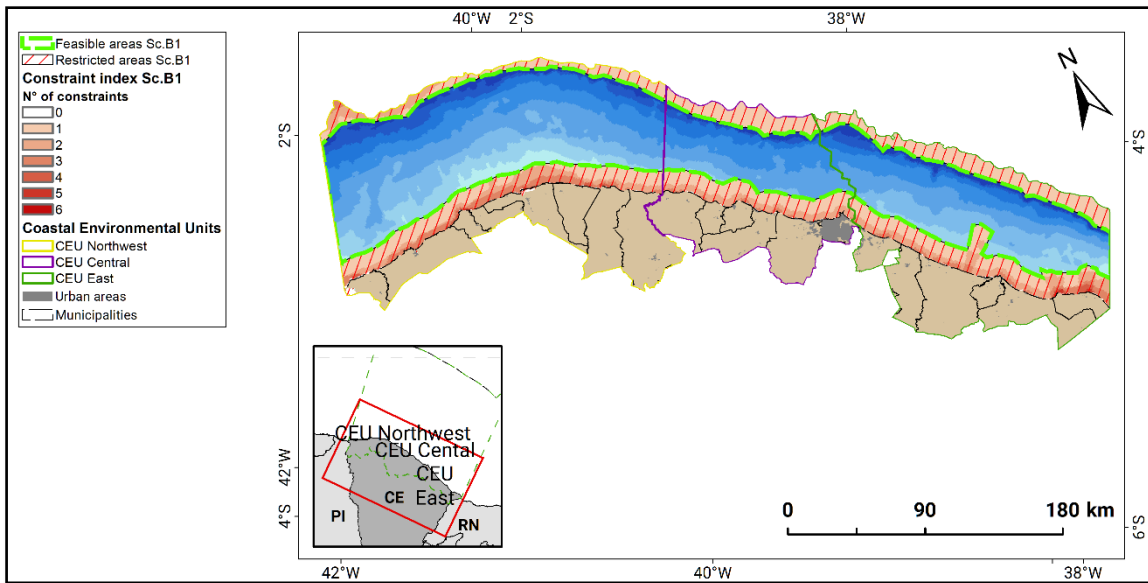 40°W 2°S 38°W
Feasible areas Sc.B1
Restricted areas Sc.B1
Constraint index Sc.B1
N° of constraints
0
1
2
3
4
5
6
Coastal Environmental Units
CEU Northwest
CEU Central
CEU East
Urban areas
Municipalities
N
2°S
4°S
CEU Northwest
CEU Cental
CEU
East
CE
PI
RN
42°W
4°S
0 90 180 km
6°S
42°W 40°W 38°W